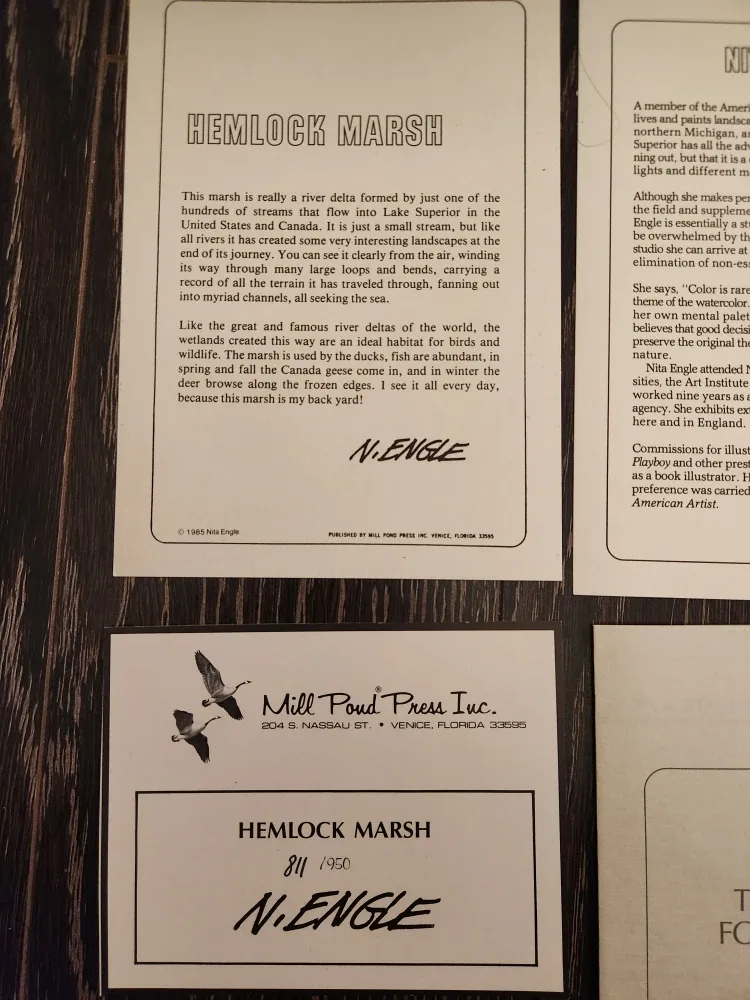 HEMLOCK MARSH
This marsh is really a river delta formed by just one of the
hundreds of streams that flow into Lake Superior in the
United States and Canada. It is just a small stream, but like
all rivers it has created some very interesting landscapes at the
end of its journey. You can see it clearly from the air, winding
its way through many large loops and bends, carrying a
record of all the terrain it has traveled through, fanning out
into myriad channels, all seeking the sea.
Like the great and famous river deltas of the world, the
wetlands created this way are an ideal habitat for birds and
wildlife. The marsh is used by the ducks, fish are abundant, in
spring and fall the Canada geese come in, and in winter the
deer browse along the frozen edges. I see it all every day,
because this marsh is my back yard!
N. ENGLE
© 1985 Nita Engle
PUBLISHED BY MILL POND PRESS INC. VENICE, FLORIDA 33595
NI
A member of the Ameri
lives and paints landsca
northern Michigan, a
Superior has all the adv
ning out, but that it is a
lights and different m
Although she makes per
the field and suppleme
Engle is essentially a st
be overwhelmed by th
studio she can arrive at
elimination of non-es
She says, "Color is rare
theme of the watercolor.
her own mental palet
believes that good decisi
preserve the original the
nature.
Nita Engle attended N
sities, the Art Institute
worked nine years as a
agency. She exhibits ex
here and in England.
Commissions for illust
Playboy and other prest
as a book illustrator. H
preference was carried
American Artist.
Mill Pond Press Inc.®
204 S. NASSAU ST. • VENICE, FLORIDA 33595
HEMLOCK MARSH
811 /950
N. ENGLE
T
FO